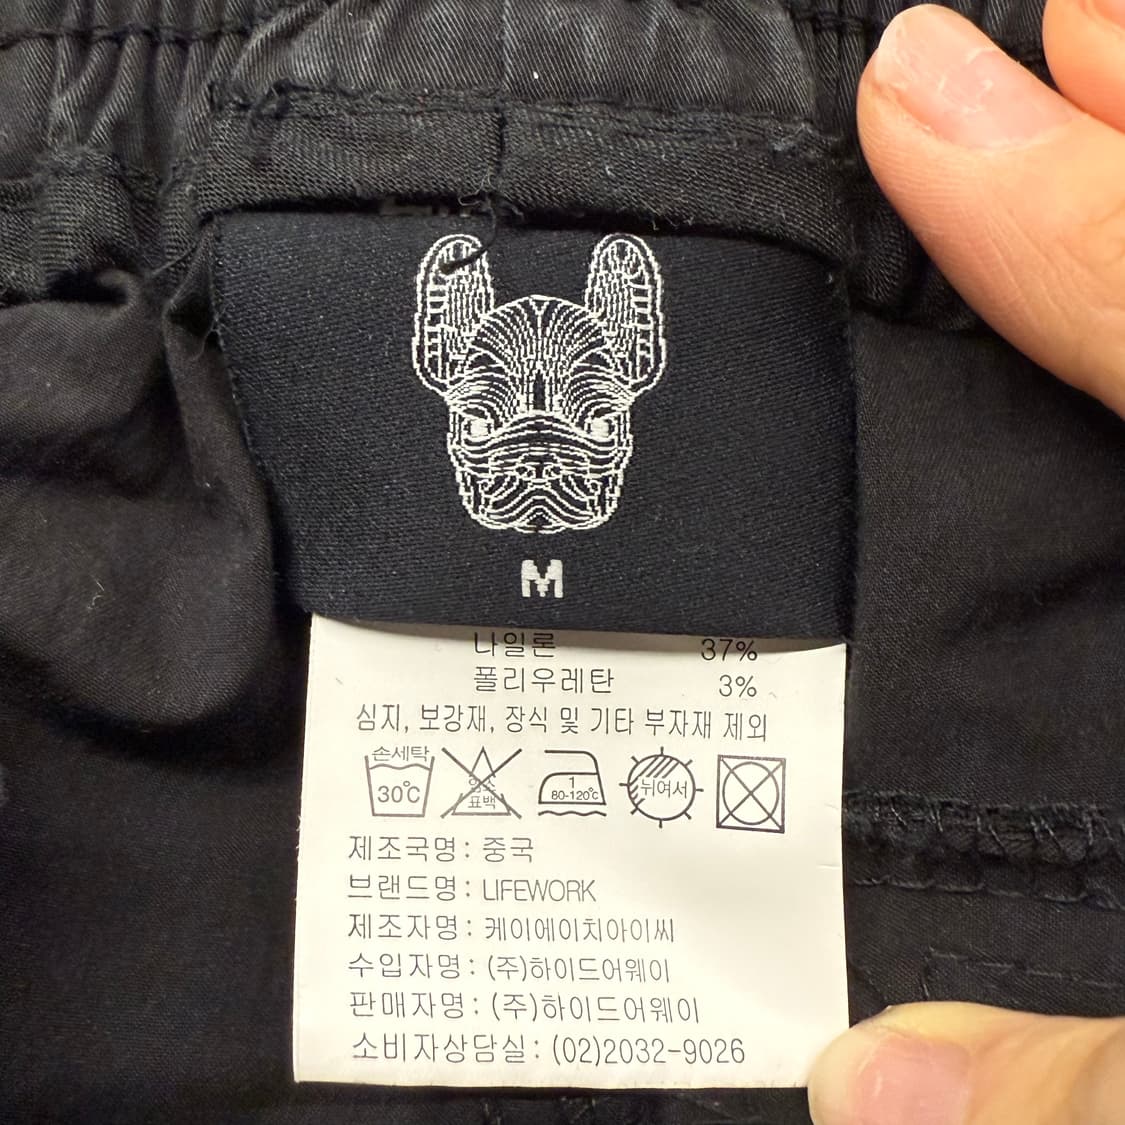 M
나일론 37%
폴리우레탄 3%
심지, 보강재, 장식 및 기타 부자재 제외
손세탁
30℃
염소
표백
1
80-120℃
뉘여서
제조국명: 중국
브랜드명: LIFEWORK
제조자명: 케이에이치아이씨
수입자명: (주)하이드어웨이
판매자명: (주)하이드어웨이
소비자상담실: (02)2032-9026